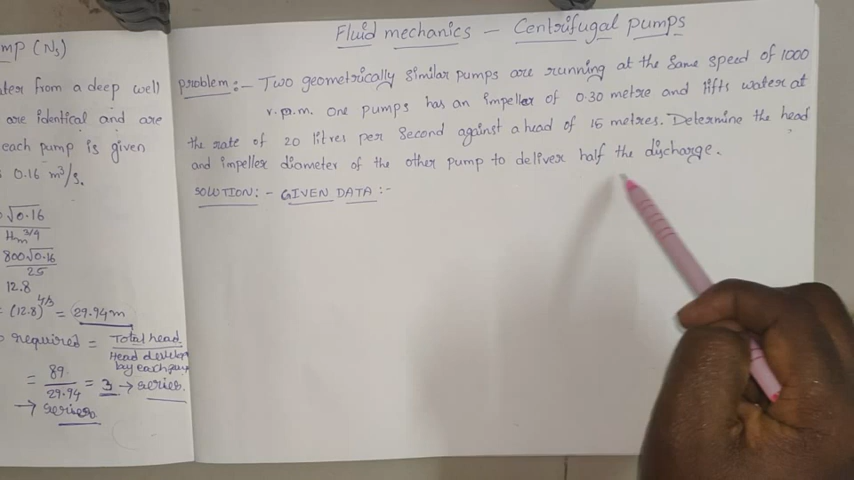 Fluid mechanics - Centrifugal pumps
problem:- Two geometrically similar pumps are running at the same speed of 1000
r.p.m. One pumps has an impeller of 0.30 metre and lifts water at
the rate of 20 litres per second against a head of 15 metres. Determine the head
and impeller diameter of the other pump to deliver half the discharge.
SOLUTION:- GIVEN DATA:-
mp (Ns)
ater from a deep well
are identical and are
each pump is given
0.16 m³/s.
√0.16
Hm^3/4
800√0.16
25
12.8
= (12.8)^4/3 = 29.94m
required = Total head
Head develop
by each pu
= 89/29.94 = 3 → series.
→ series